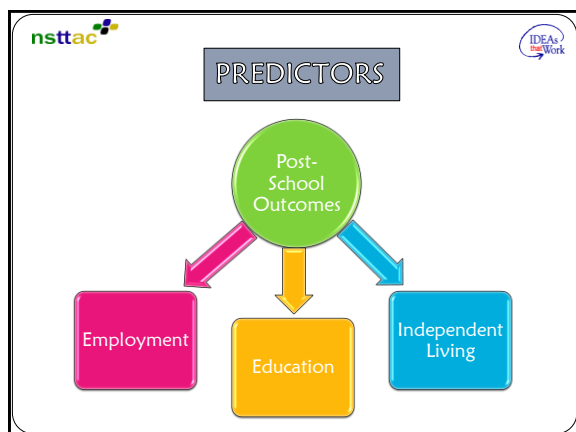 nsttac
IDEAs
that Work
PREDICTORS
Post-
School
Outcomes
Employment
Education
Independent
Living